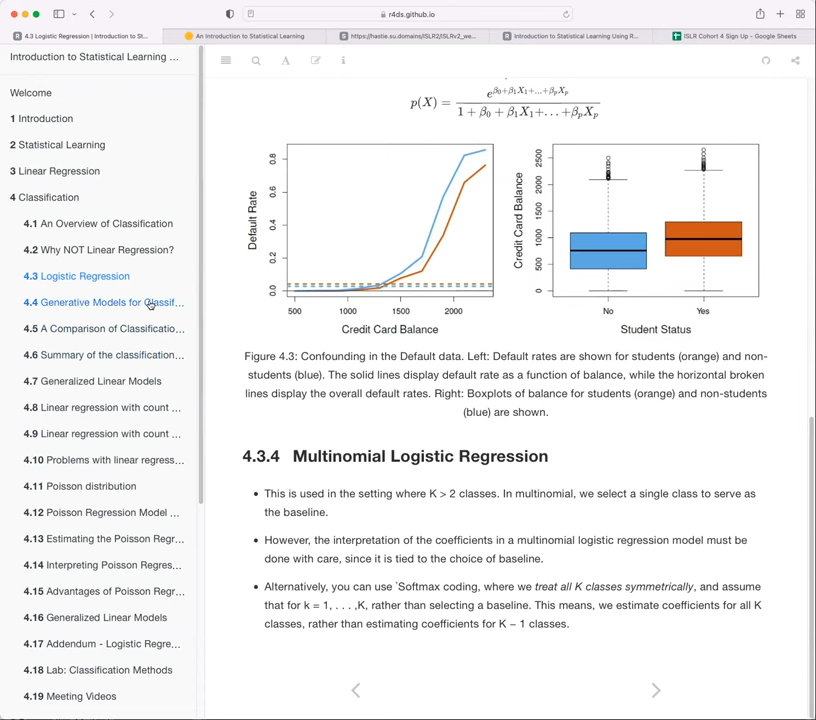 r4ds.github.io
4.3 Logistic Regression | Introduction to St...
An Introduction to Statistical Learning
https://hastie.su.domains/ISLR2/ISLRv2_we...
Introduction to Statistical Learning Using R...
ISLR Cohort 4 Sign Up - Google Sheets
Introduction to Statistical Learning ...
Welcome
1 Introduction
2 Statistical Learning
3 Linear Regression
4 Classification
4.1 An Overview of Classification
4.2 Why NOT Linear Regression?
4.3 Logistic Regression
4.4 Generative Models for Classif...
4.5 A Comparison of Classificatio...
4.6 Summary of the classification...
4.7 Generalized Linear Models
4.8 Linear regression with count ...
4.9 Linear regression with count ...
4.10 Problems with linear regress...
4.11 Poisson distribution
4.12 Poisson Regression Model ...
4.13 Estimating the Poisson Regr...
4.14 Interpreting Poisson Regres...
4.15 Advantages of Poisson Regr...
4.16 Generalized Linear Models
4.17 Addendum - Logistic Regre...
4.18 Lab: Classification Methods
4.19 Meeting Videos
A
p(X) = e^{β0+β1X1+...+βpXp} / 1 + β0 + β1X1+...+βpXp
Default Rate
0.8
0.6
0.4
0.2
0.0
500 1000 1500 2000
Credit Card Balance
Credit Card Balance
2500
2000
1500
1000
500
0
No Yes
Student Status
Figure 4.3: Confounding in the Default data. Left: Default rates are shown for students (orange) and non-
students (blue). The solid lines display default rate as a function of balance, while the horizontal broken
lines display the overall default rates. Right: Boxplots of balance for students (orange) and non-students
(blue) are shown.
4.3.4 Multinomial Logistic Regression
• This is used in the setting where K > 2 classes. In multinomial, we select a single class to serve as
the baseline.
• However, the interpretation of the coefficients in a multinomial logistic regression model must be
done with care, since it is tied to the choice of baseline.
• Alternatively, you can use `Softmax coding, where we treat all K classes symmetrically, and assume
that for k = 1, . . . ,K, rather than selecting a baseline. This means, we estimate coefficients for all K
classes, rather than estimating coefficients for K − 1 classes.